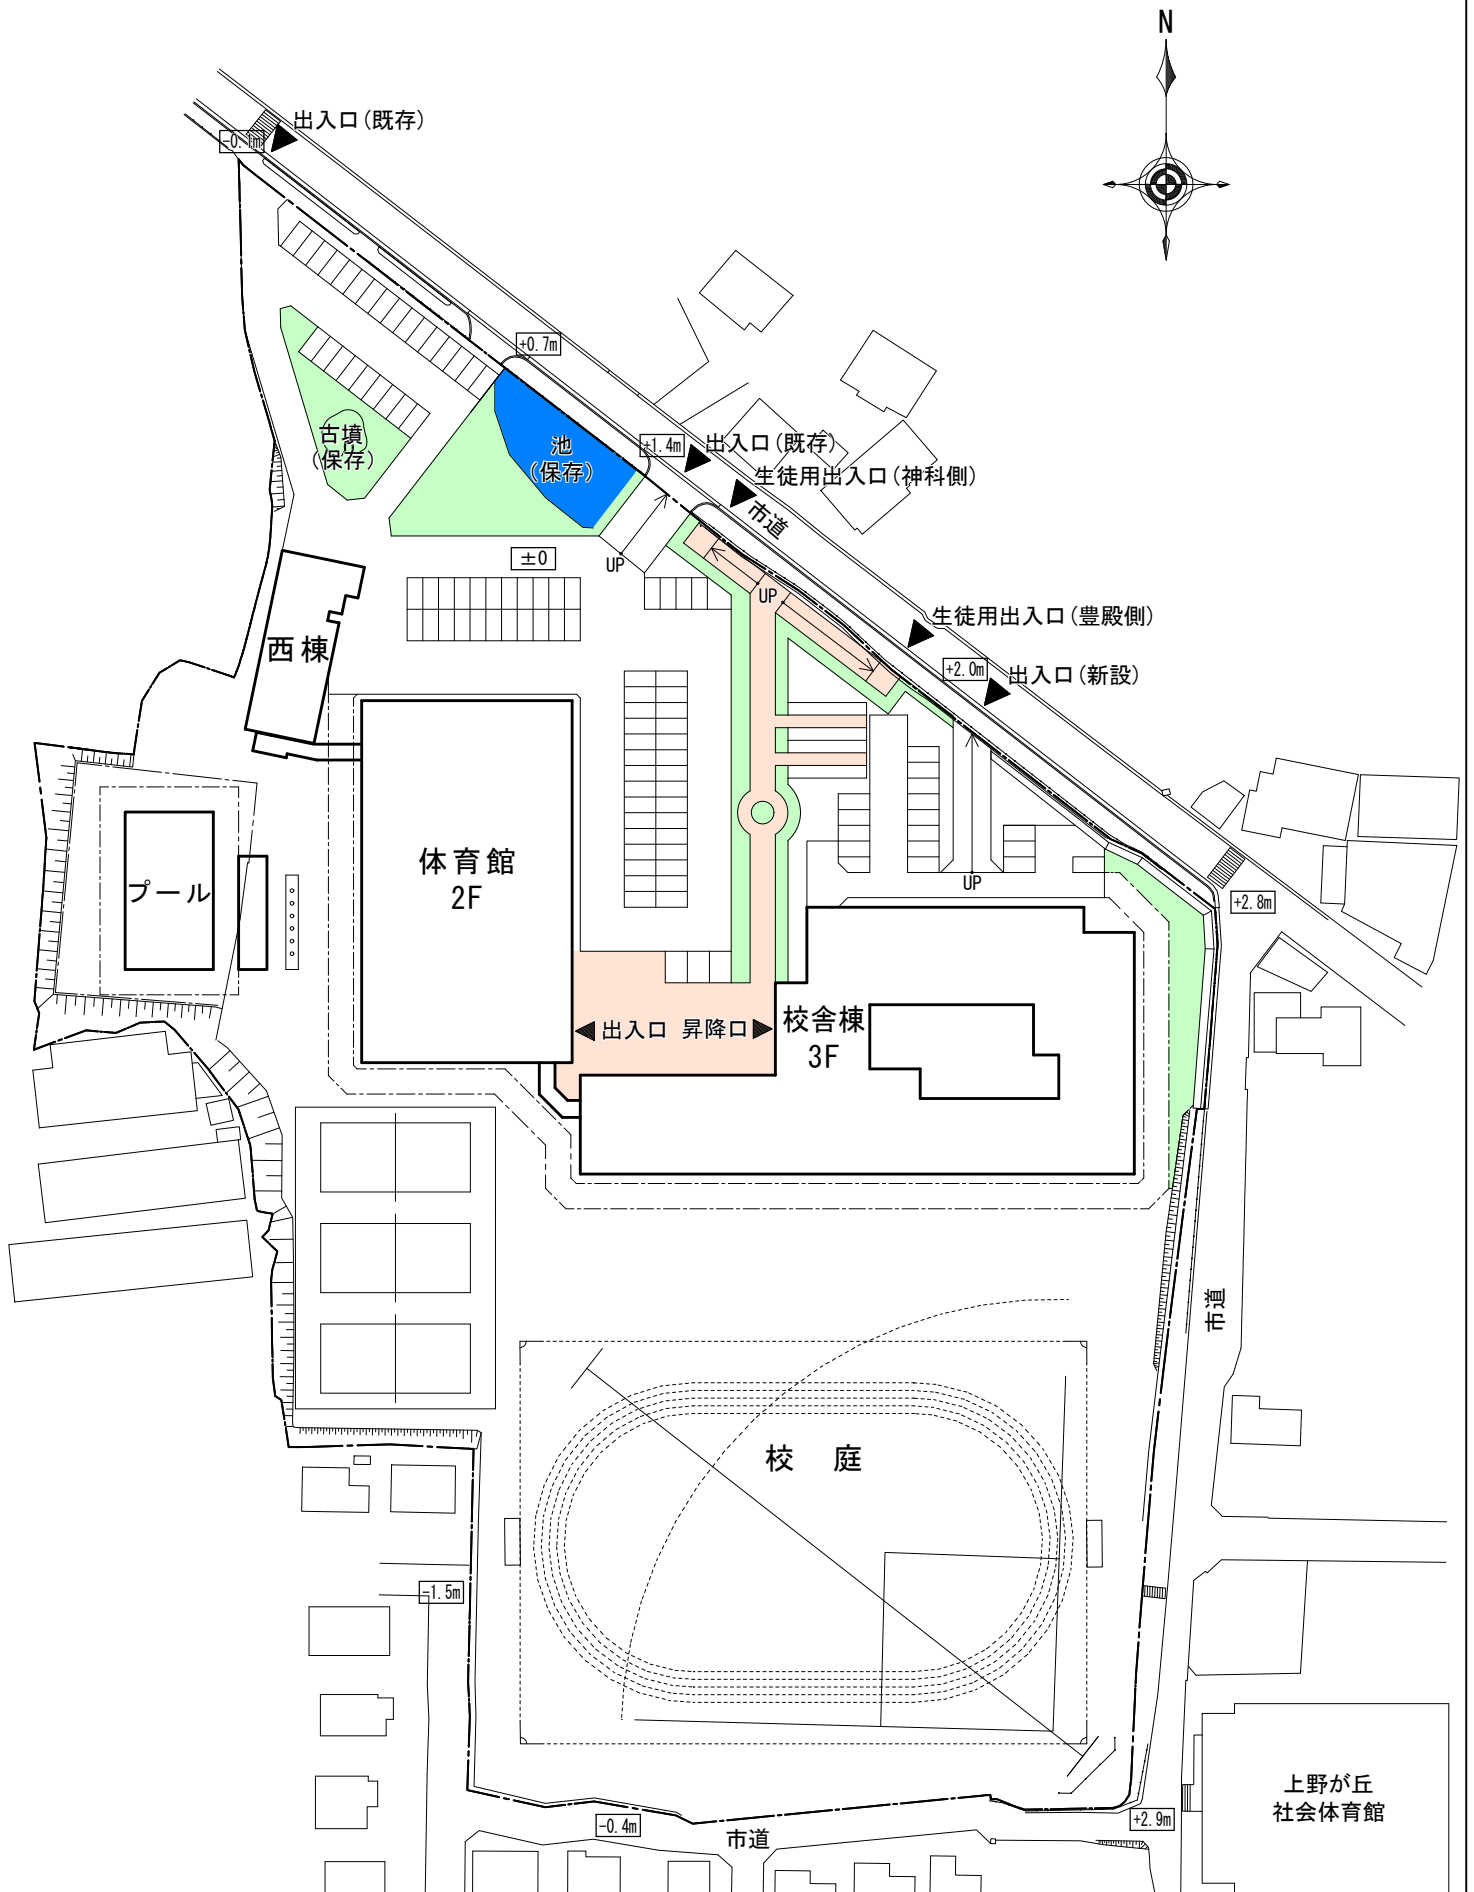 N
出入口(既存)
-0.1m
+0.7m
+1.4m
出入口(既存)
生徒用出入口(神科側)
市道
古墳
(保存)
池
(保存)
±0
UP
UP
生徒用出入口(豊殿側)
+2.0m
出入口(新設)
西棟
体育館
2F
プール
UP
+2.8m
出入口
昇降口
校舎棟
3F
市道
校 庭
-1.5m
上野が丘
社会体育館
-0.4m
市道
+2.9m